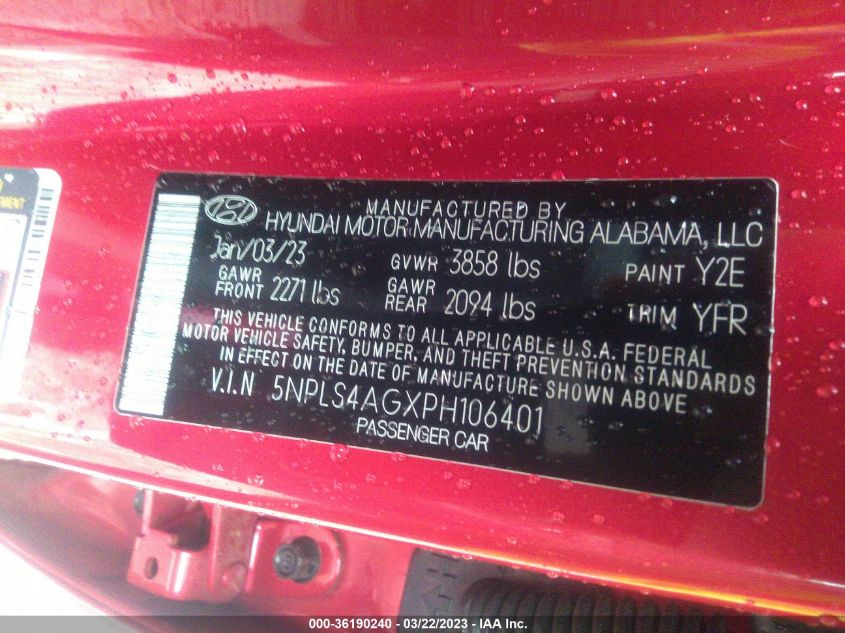 MANUFACTURED BY
HYUNDAI MOTOR MANUFACTURING ALABAMA, LLC
Jan/03/23 GVWR 3858 lbs PAINT Y2E
GAWR FRONT 2271 lbs GAWR REAR 2094 lbs TRIM YFR
THIS VEHICLE CONFORMS TO ALL APPLICABLE U.S.A. FEDERAL
MOTOR VEHICLE SAFETY, BUMPER, AND THEFT PREVENTION STANDARDS
IN EFFECT ON THE DATE OF MANUFACTURE SHOWN ABOVE
V.I.N 5NPLS4AGXPH106401
PASSENGER CAR
000-36190240 - 03/22/2023 - IAA Inc.